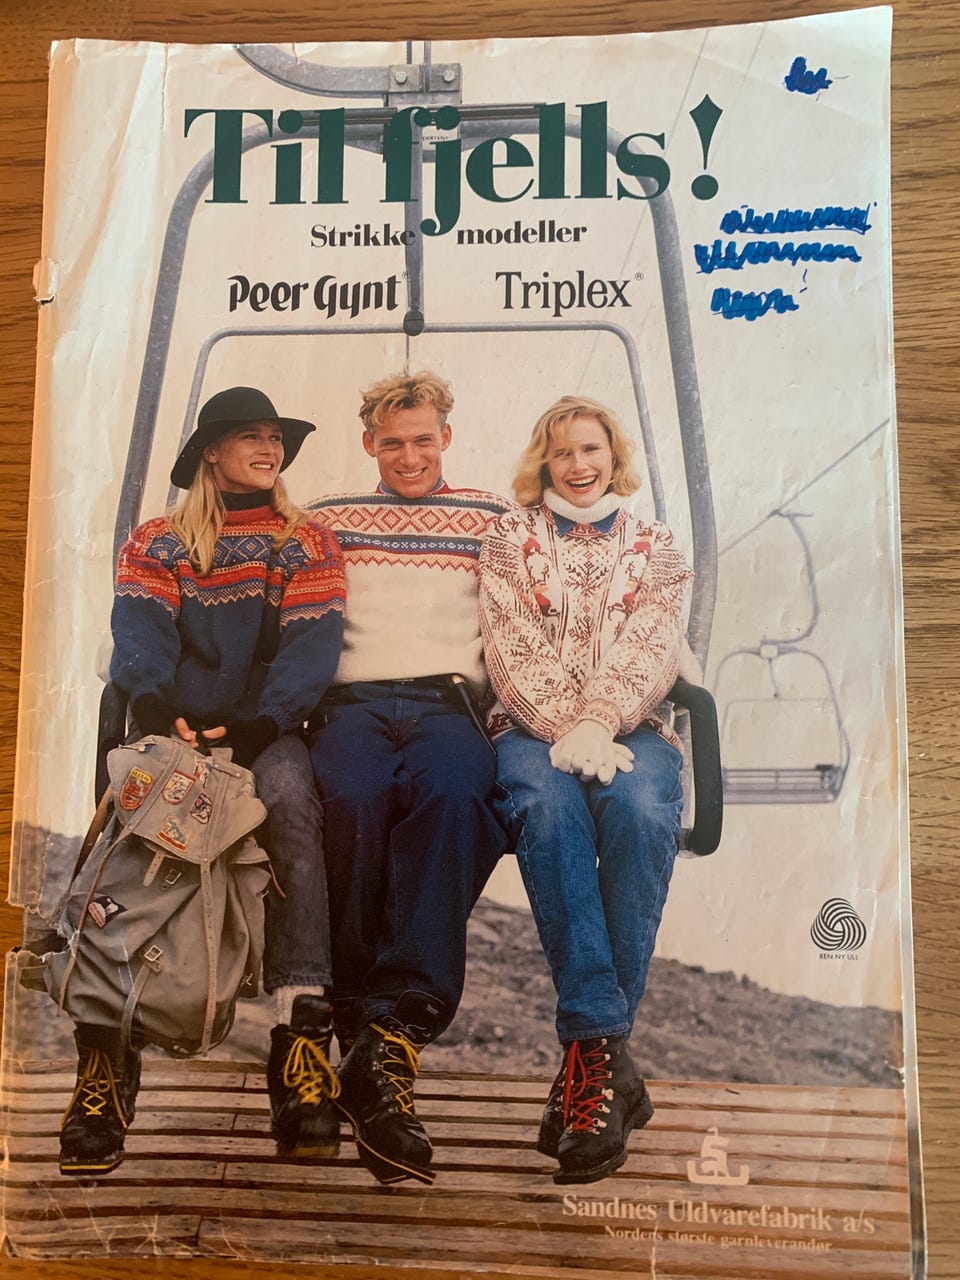 Til fjells!
Strikke modeller
Peer Gynt® Triplex®
REN NY ULL
Sandnes Uldvarefabrik a/s
Nordens største garnleverandør